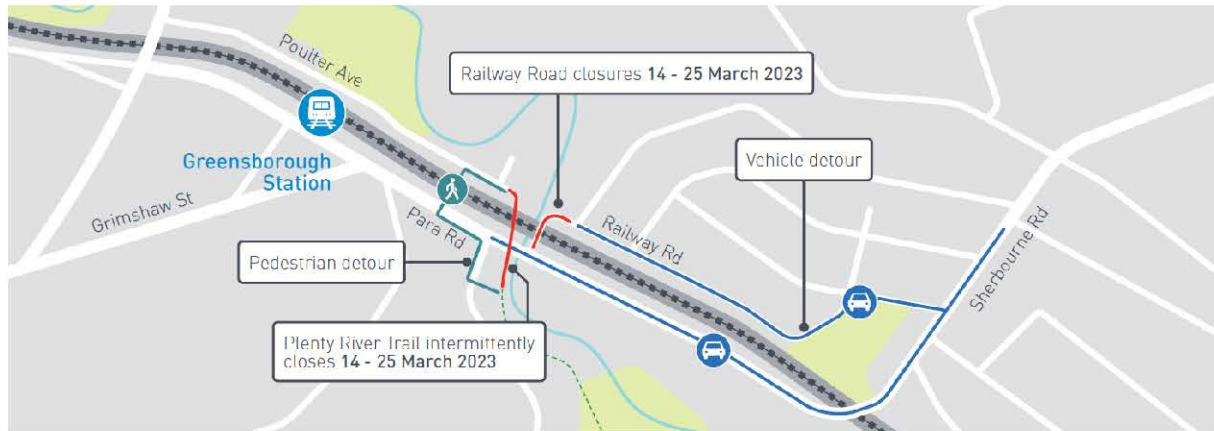 Poulter Ave
Railway Road closures 14 - 25 March 2023
Vehicle detour
Greensborough
Station
Grimshaw St
Para Rd
Railway Rd
Sherbourne Rd
Pedestrian detour
Plenty River Trail intermittently
closes 14 - 25 March 2023